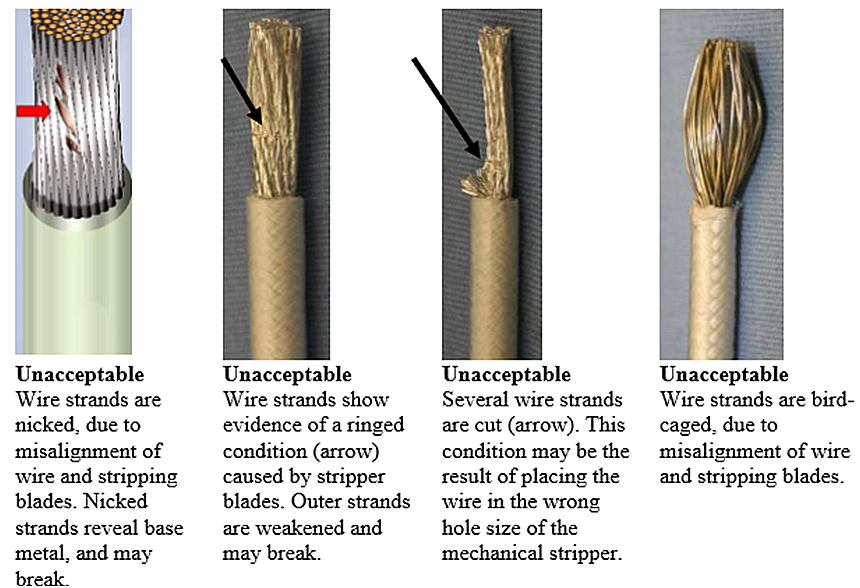 Unacceptable
Wire strands are
nicked, due to
misalignment of
wire and stripping
blades. Nicked
strands reveal base
metal, and may
break.
Unacceptable
Wire strands show
evidence of a ringed
condition (arrow)
caused by stripper
blades. Outer strands
are weakened and
may break.
Unacceptable
Several wire strands
are cut (arrow). This
condition may be the
result of placing the
wire in the wrong
hole size of the
mechanical stripper.
Unacceptable
Wire strands are bird-
caged, due to
misalignment of wire
and stripping blades.